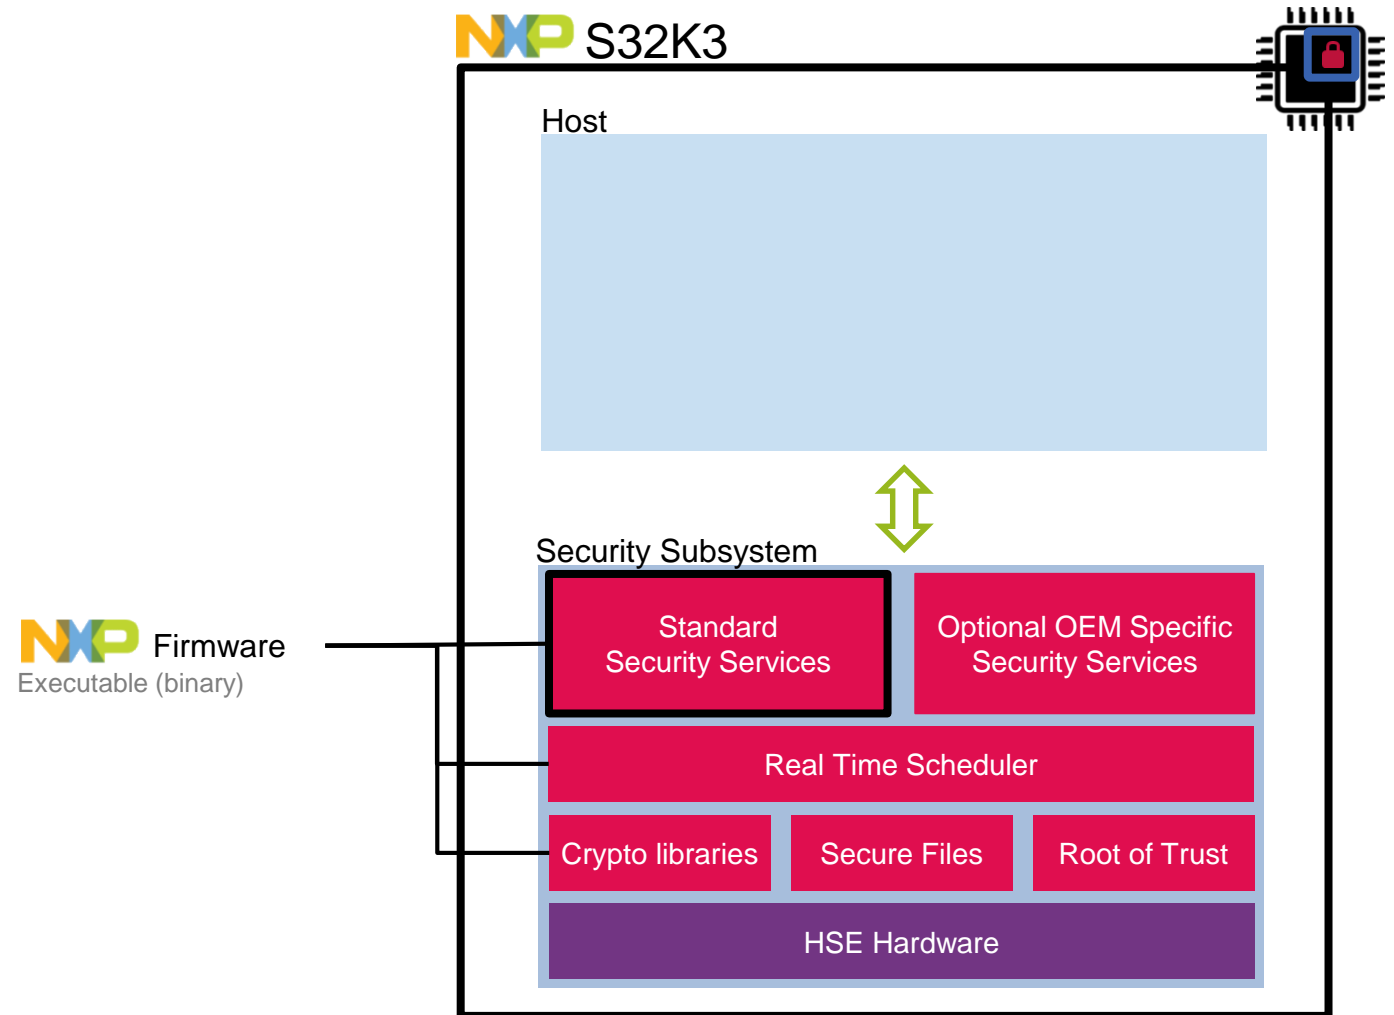 NXP S32K3
Host
Security Subsystem
Standard
Security Services
Optional OEM Specific
Security Services
NXP Firmware
Executable (binary)
Real Time Scheduler
Crypto libraries
Secure Files
Root of Trust
HSE Hardware